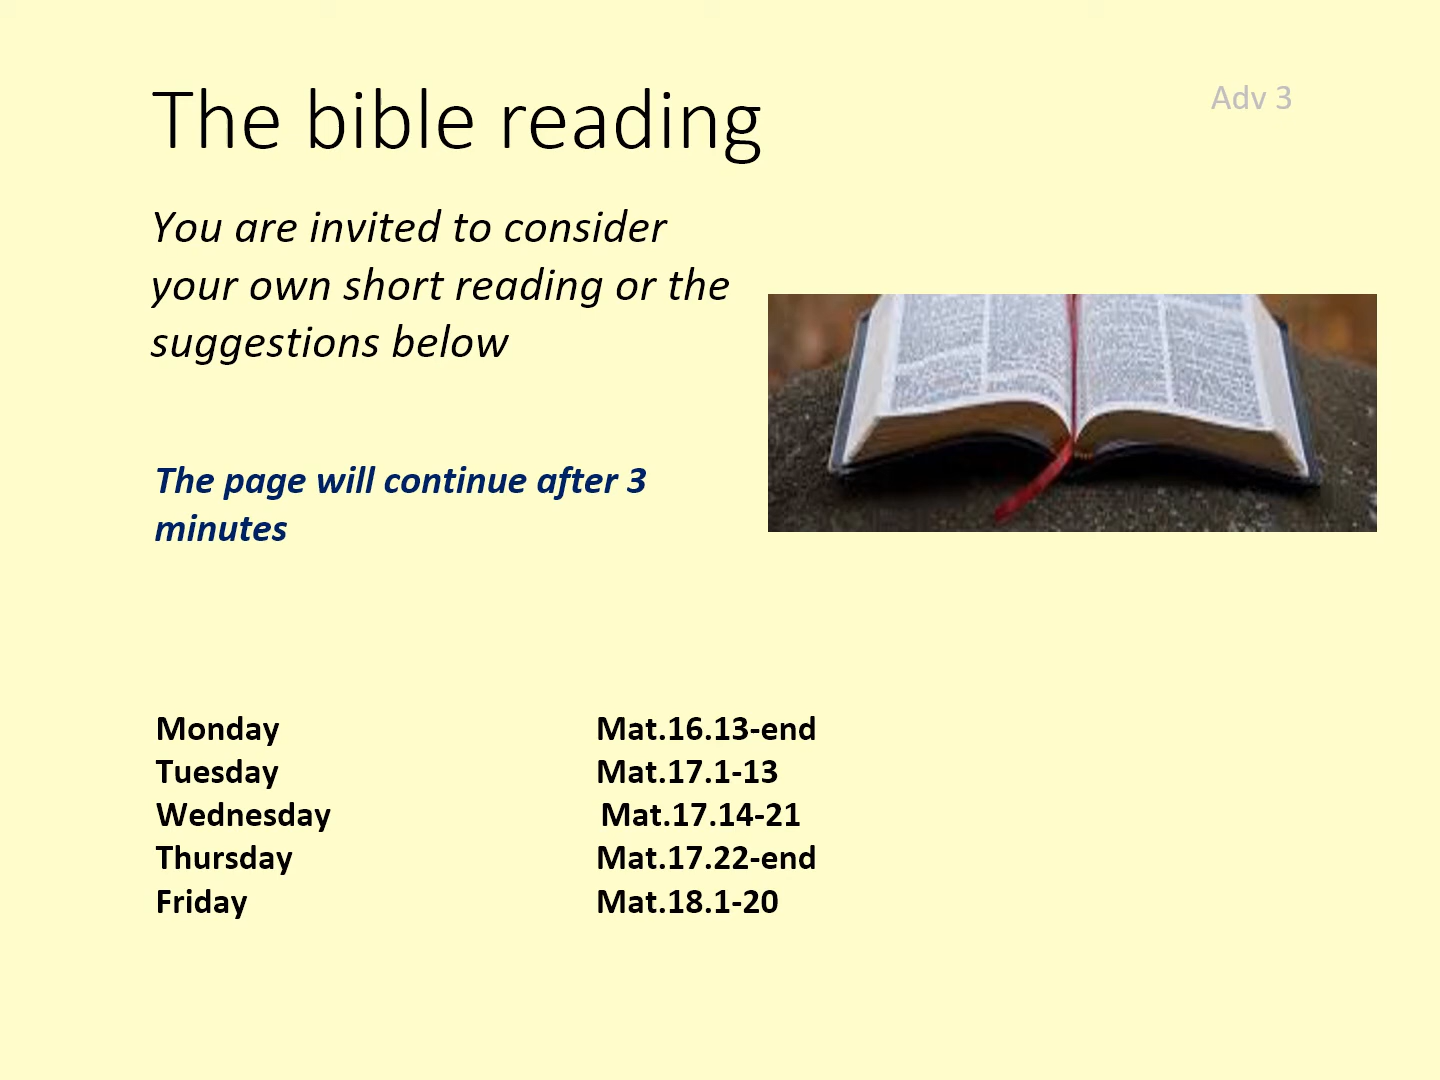 The bible reading
Adv 3
You are invited to consider
your own short reading or the
suggestions below
The page will continue after 3
minutes
Monday Mat.16.13-end
Tuesday Mat.17.1-13
Wednesday Mat.17.14-21
Thursday Mat.17.22-end
Friday Mat.18.1-20